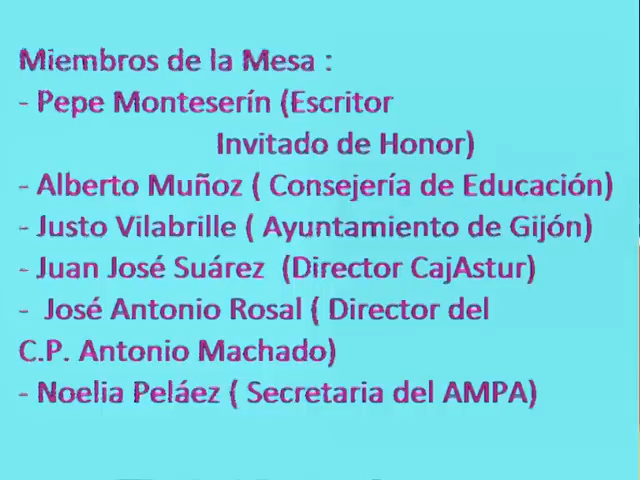 Miembros de la Mesa :
- Pepe Monteserín (Escritor
Invitado de Honor)
- Alberto Muñoz ( Consejería de Educación)
- Justo Vilabrille ( Ayuntamiento de Gijón)
- Juan José Suárez (Director CajAstur)
- José Antonio Rosal ( Director del
C.P. Antonio Machado)
- Noelia Peláez ( Secretaria del AMPA)